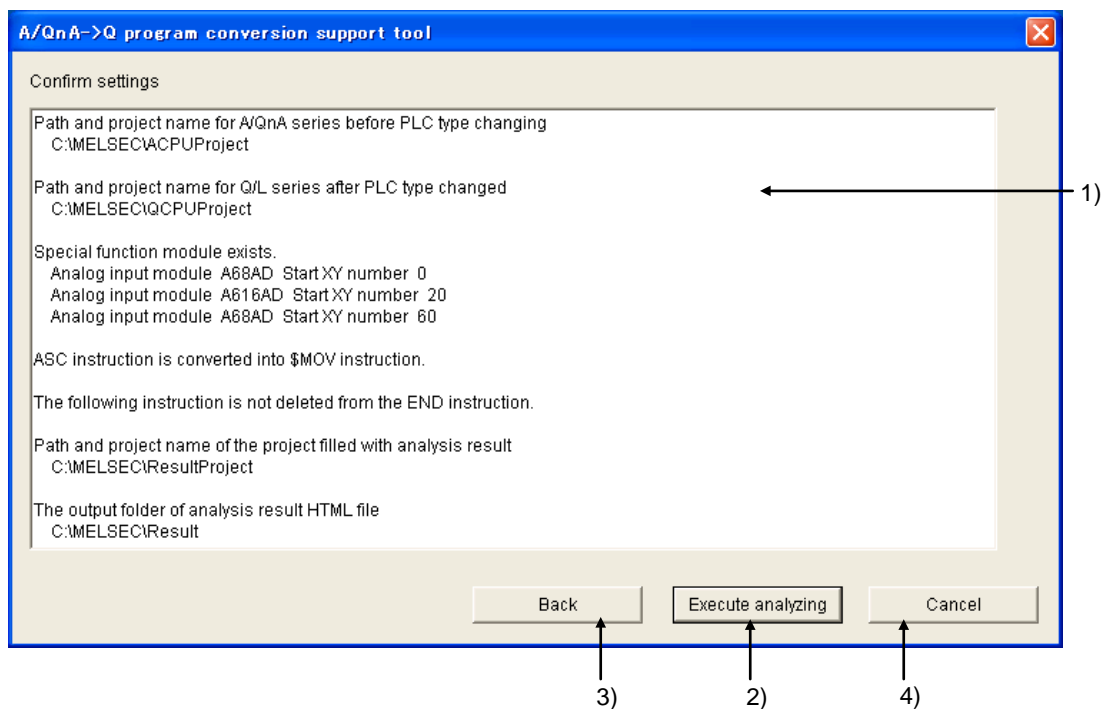 A/QnA->Q program conversion support tool
Confirm settings
Path and project name for A/QnA series before PLC type changing
C:\MELSEC\ACPUProject
Path and project name for Q/L series after PLC type changed
C:\MELSEC\QCPUProject
1)
Special function module exists.
Analog input module A68AD Start XY number 0
Analog input module A616AD Start XY number 20
Analog input module A68AD Start XY number 60
ASC instruction is converted into $MOV instruction.
The following instruction is not deleted from the END instruction.
Path and project name of the project filled with analysis result
C:\MELSEC\ResultProject
The output folder of analysis result HTML file
C:\MELSEC\Result
Back Execute analyzing Cancel
3) 2) 4)